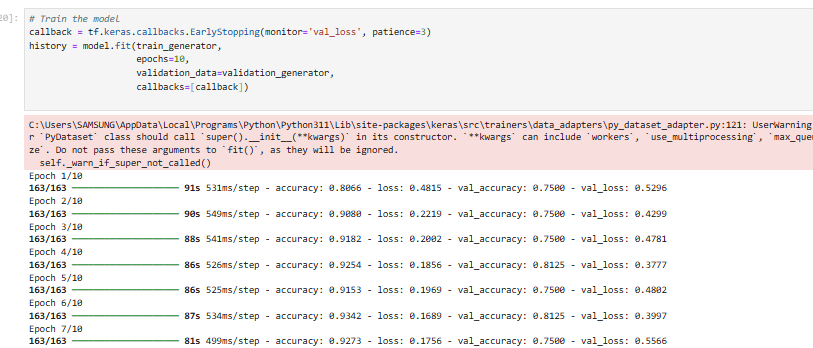 20]:
# Train the model
callback = tf.keras.callbacks.EarlyStopping(monitor='val_loss', patience=3)
history = model.fit(train_generator,
epochs=10,
validation_data=validation_generator,
callbacks=[callback])
C:\Users\SAMSUNG\AppData\Local\Programs\Python\Python311\Lib\site-packages\keras\src\trainers\data_adapters\py_dataset_adapter.py:121: UserWarning
r `PyDataset` class should call `super().__init__(**kwargs)` in its constructor. `**kwargs` can include `workers`, `use_multiprocessing`, `max_que
ze`. Do not pass these arguments to `fit()`, as they will be ignored.
self._warn_if_super_not_called()
Epoch 1/10
163/163 91s 531ms/step - accuracy: 0.8066 - loss: 0.4815 - val_accuracy: 0.7500 - val_loss: 0.5296
Epoch 2/10
163/163 90s 549ms/step - accuracy: 0.9080 - loss: 0.2219 - val_accuracy: 0.7500 - val_loss: 0.4299
Epoch 3/10
163/163 88s 541ms/step - accuracy: 0.9182 - loss: 0.2002 - val_accuracy: 0.7500 - val_loss: 0.4781
Epoch 4/10
163/163 86s 526ms/step - accuracy: 0.9254 - loss: 0.1856 - val_accuracy: 0.8125 - val_loss: 0.3777
Epoch 5/10
163/163 86s 525ms/step - accuracy: 0.9153 - loss: 0.1969 - val_accuracy: 0.7500 - val_loss: 0.4802
Epoch 6/10
163/163 87s 534ms/step - accuracy: 0.9342 - loss: 0.1689 - val_accuracy: 0.8125 - val_loss: 0.3997
Epoch 7/10
163/163 81s 499ms/step - accuracy: 0.9273 - loss: 0.1756 - val_accuracy: 0.7500 - val_loss: 0.5566